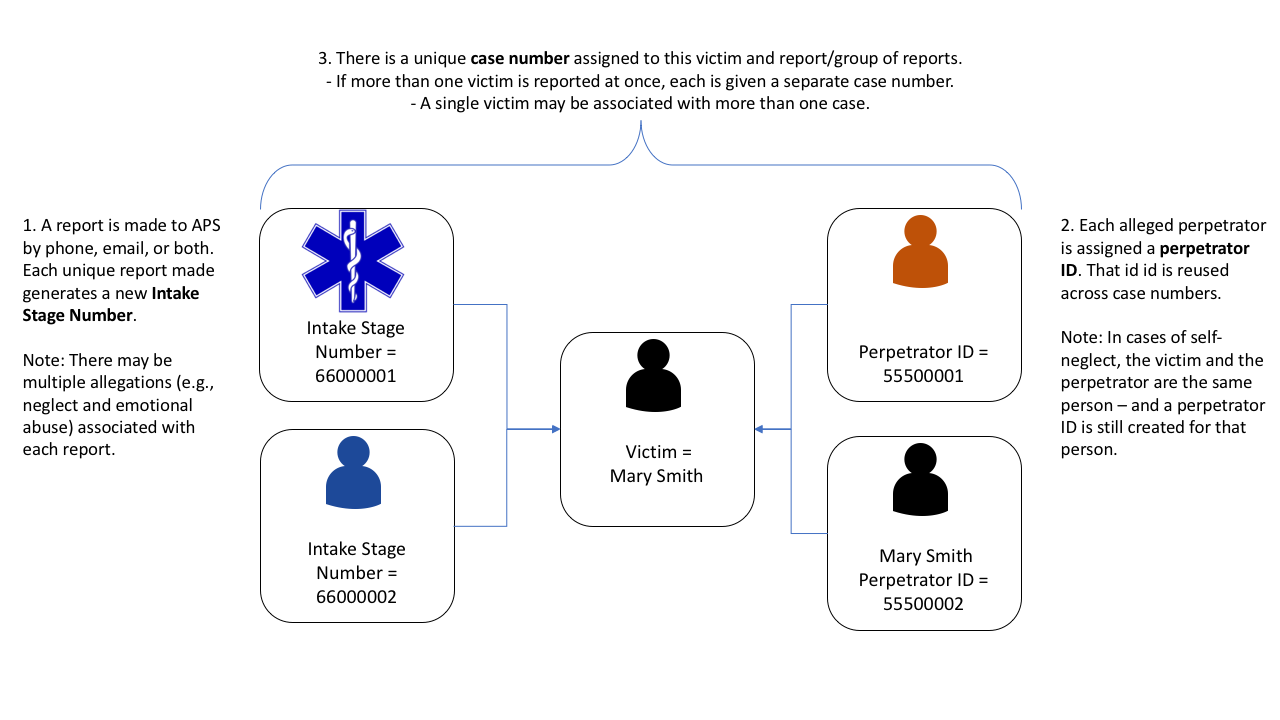 3. There is a unique case number assigned to this victim and report/group of reports.
- If more than one victim is reported at once, each is given a separate case number.
- A single victim may be associated with more than one case.
1. A report is made to APS
by phone, email, or both.
Each unique report made
generates a new Intake
Stage Number.
Note: There may be
multiple allegations (e.g.,
neglect and emotional
abuse) associated with
each report.
Intake Stage
Number =
66000001
Intake Stage
Number =
66000002
Victim =
Mary Smith
Perpetrator ID =
55500001
Mary Smith
Perpetrator ID =
55500002
2. Each alleged perpetrator
is assigned a perpetrator
ID. That id id is reused
across case numbers.
Note: In cases of self-
neglect, the victim and the
perpetrator are the same
person – and a perpetrator
ID is still created for that
person.